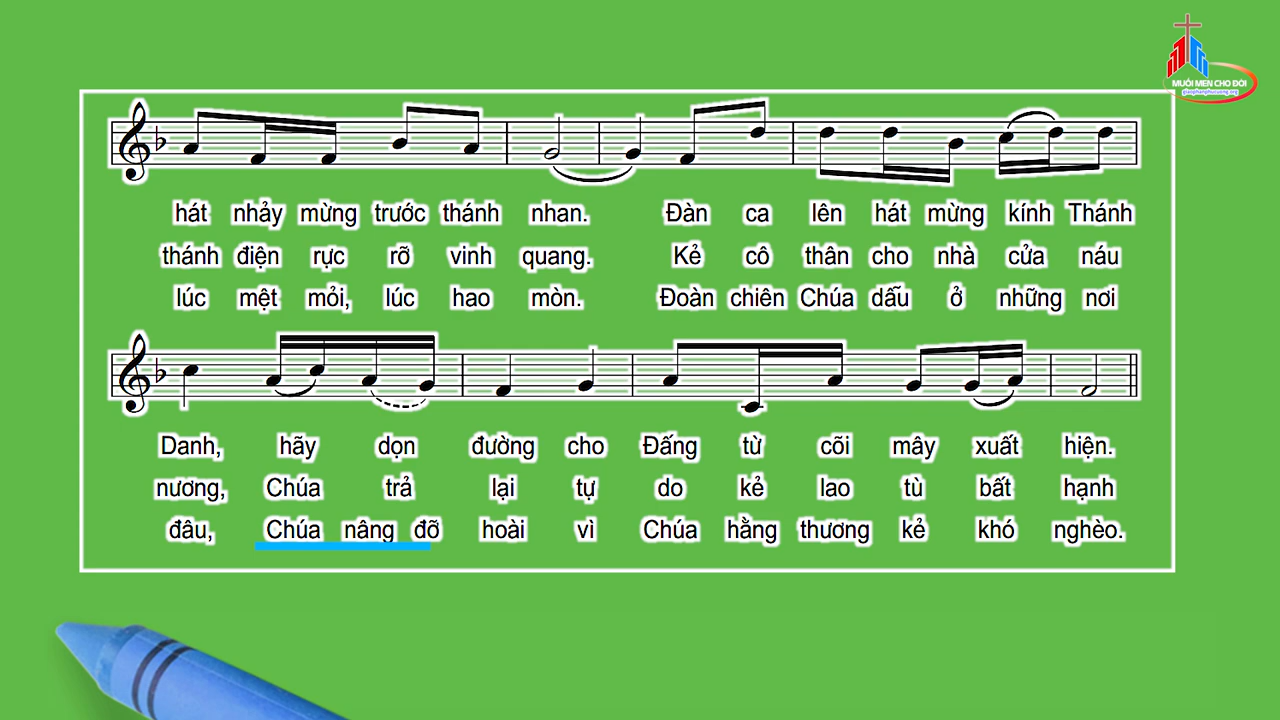 MUỐI MEN CHO ĐỜI
giaophanphucuong.org
hát nhảy mừng trước thánh nhan. Đàn ca lên hát mừng kính Thánh
thánh điện rực rỡ vinh quang. Kẻ cô thân cho nhà cửa náu
lúc mệt mỏi, lúc hao mòn. Đoàn chiên Chúa dẫu ở những nơi
Danh, hãy dọn đường cho Đấng từ cõi mây xuất hiện.
nương, Chúa trả lại tự do kẻ lao tù bất hạnh
đâu, Chúa nâng đỡ hoài vì Chúa hằng thương kẻ khó nghèo.